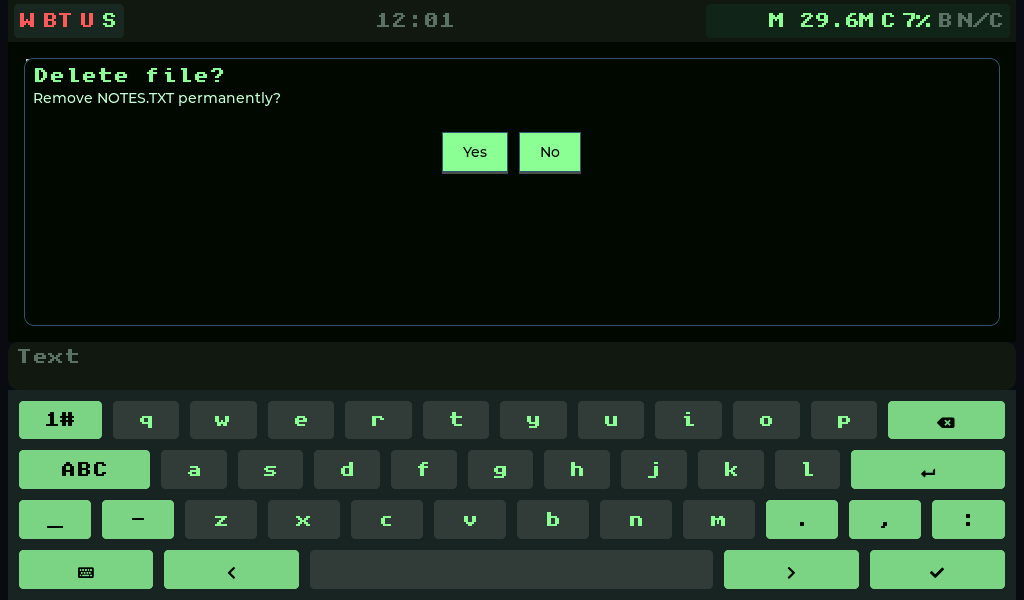 W BT U S 12:01 M 29.6M C 7% B N/C
Delete file?
Remove NOTES.TXT permanently?
Yes No
Text
1# q w e r t y u i o p
ABC a s d f g h j k l
_ - z x c v b n m . , :
< >